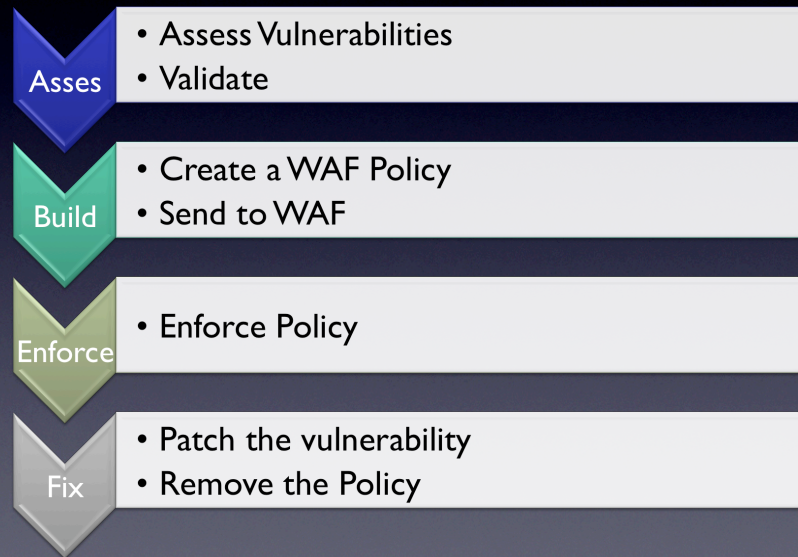 Asses
• Assess Vulnerabilities
• Validate
Build
• Create a WAF Policy
• Send to WAF
Enforce
• Enforce Policy
Fix
• Patch the vulnerability
• Remove the Policy